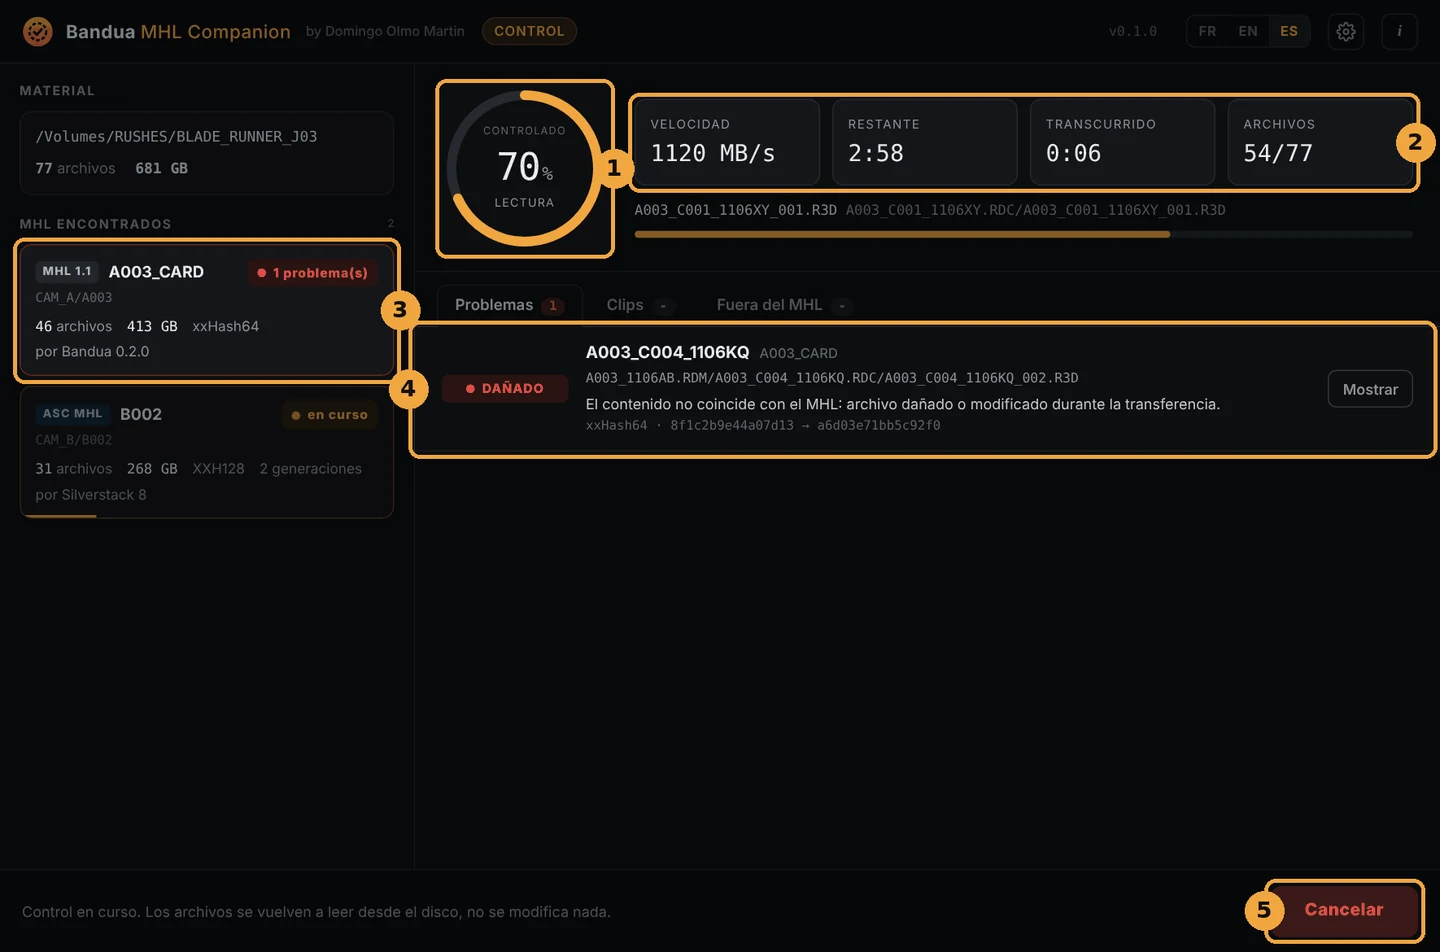 Bandua MHL Companion by Domingo Olmo Martin CONTROL v0.1.0 FR EN ES i
MATERIAL
/Volumes/RUSHES/BLADE_RUNNER_J03
77 archivos 681 GB
MHL ENCONTRADOS 2
MHL 1.1 A003_CARD 1 problema(s)
CAM_A/A003
46 archivos 413 GB xxHash64
por Bandua 0.2.0
3
ASC MHL B002 en curso
CAM_B/B002
31 archivos 268 GB XXH128 2 generaciones
por Silverstack 8
CONTROLADO
70%
LECTURA
1
VELOCIDAD
1120 MB/s
RESTANTE
2:58
TRANSCURRIDO
0:06
ARCHIVOS
54/77
2
A003_C001_1106XY_001.R3D A003_C001_1106XY.RDC/A003_C001_1106XY_001.R3D
Problemas 1 Clips - Fuera del MHL -
4
DAÑADO
A003_C004_1106KQ A003_CARD
A003_1106AB.RDM/A003_C004_1106KQ.RDC/A003_C004_1106KQ_002.R3D
El contenido no coincide con el MHL: archivo dañado o modificado durante la transferencia.
xxHash64 · 8f1c2b9e44a07d13 → a6d03e71bb5c92f0
Mostrar
Control en curso. Los archivos se vuelven a leer desde el disco, no se modifica nada.
5
Cancelar